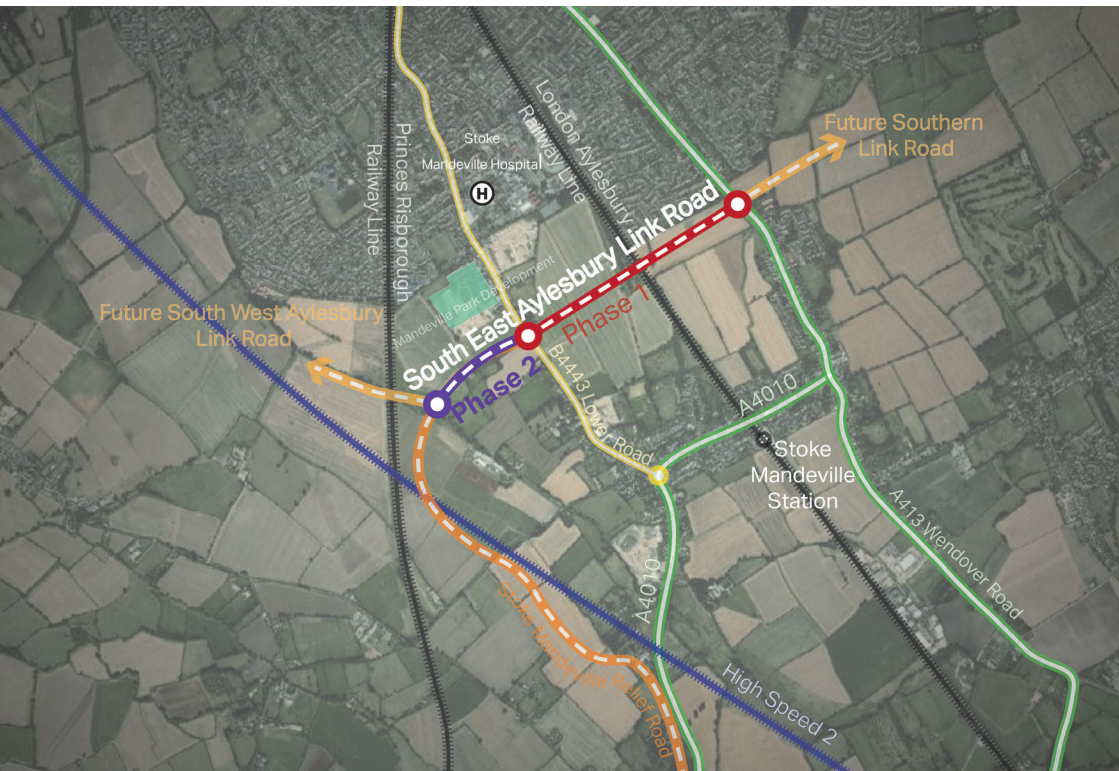 Stoke
Mandeville Hospital
H
London Aylesbury
Railway Line
Princes Risborough
Railway Line
Future Southern
Link Road
South East Aylesbury Link Road
Phase 1
Mandeville Park Development
Future South West Aylesbury
Link Road
Phase 2
B4443 Lower Road
A4010
Stoke
Mandeville
Station
A413 Wendover Road
A4010
Stoke Mandeville Relief Road
High Speed 2